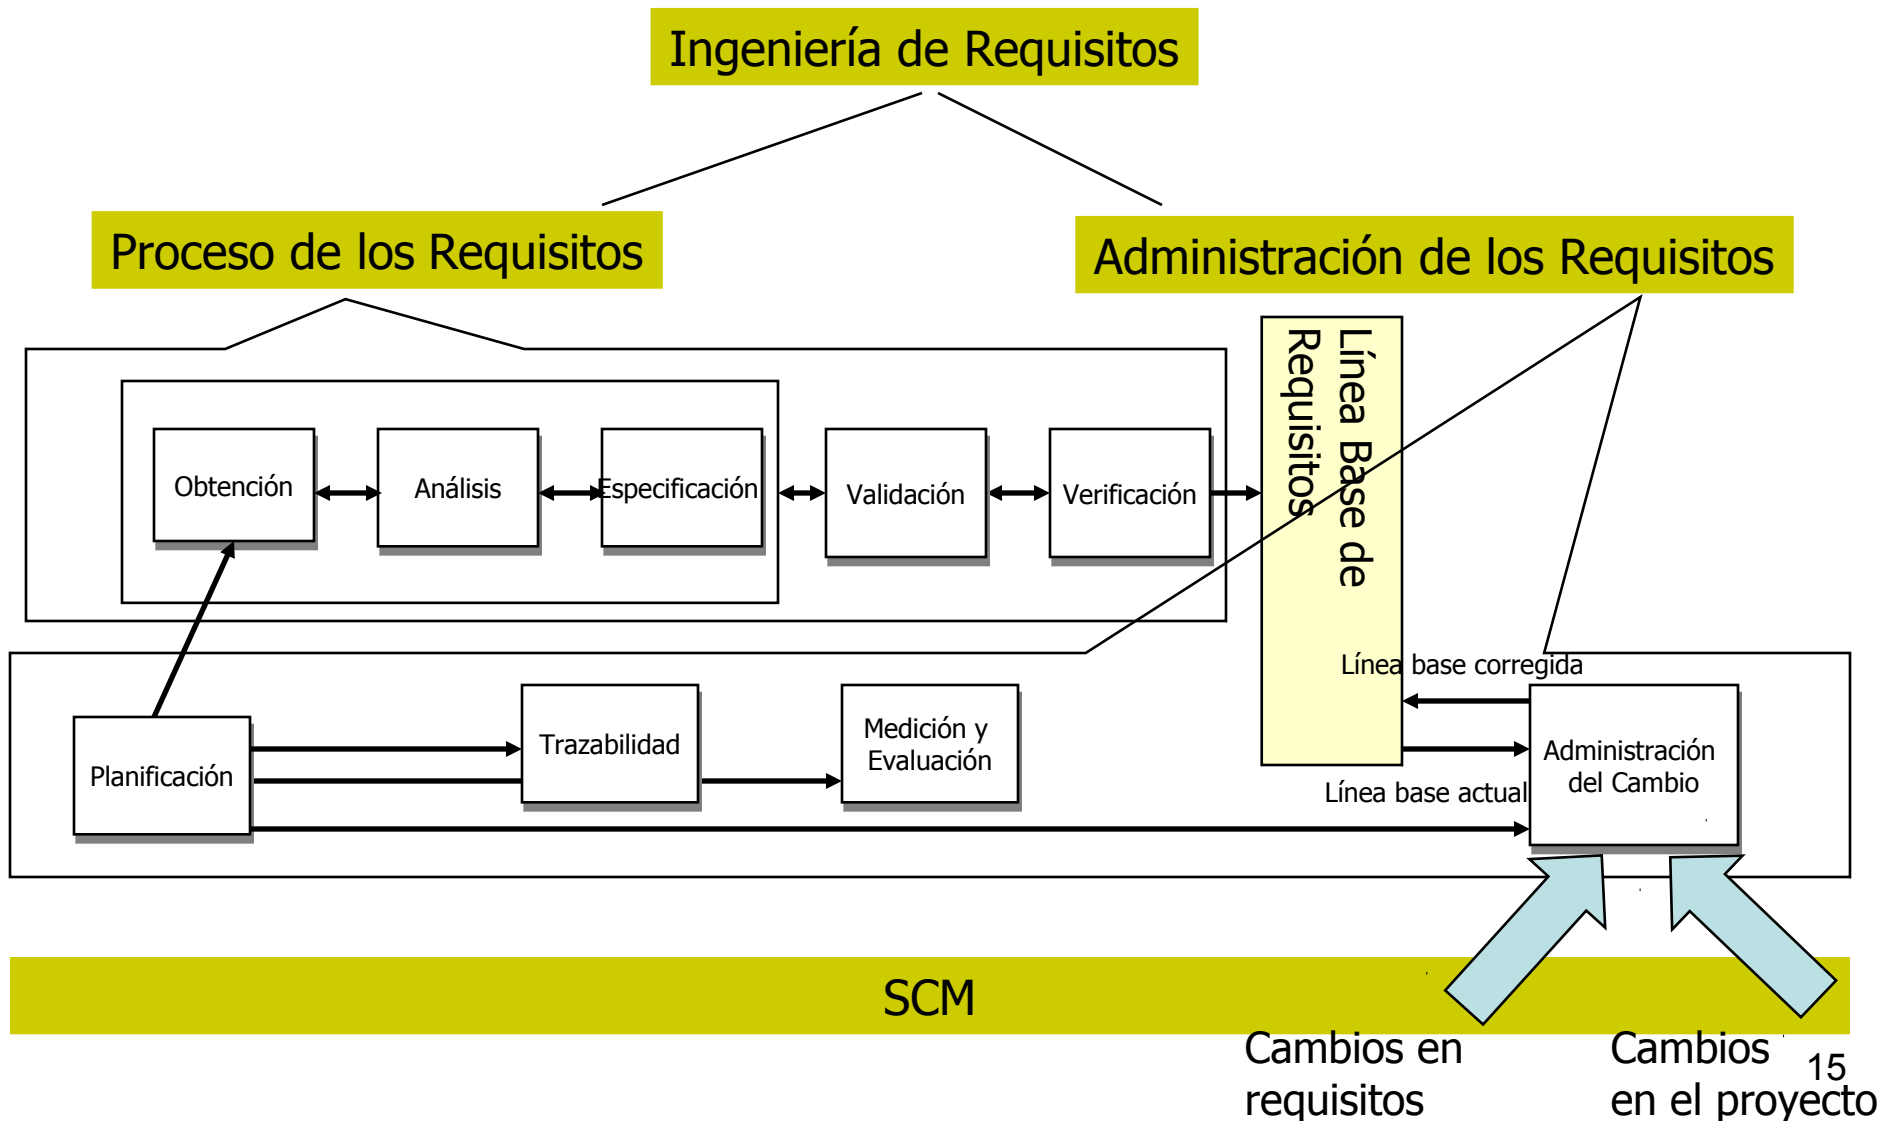 Ingeniería de Requisitos
Proceso de los Requisitos
Administración de los Requisitos
Línea Base de
Requisitos
Obtención
Análisis
Especificación
Validación
Verificación
Línea base corregida
Planificación
Trazabilidad
Medición y
Evaluación
Administración
del Cambio
Línea base actual
SCM
Cambios en
requisitos
Cambios
en el proyecto
15